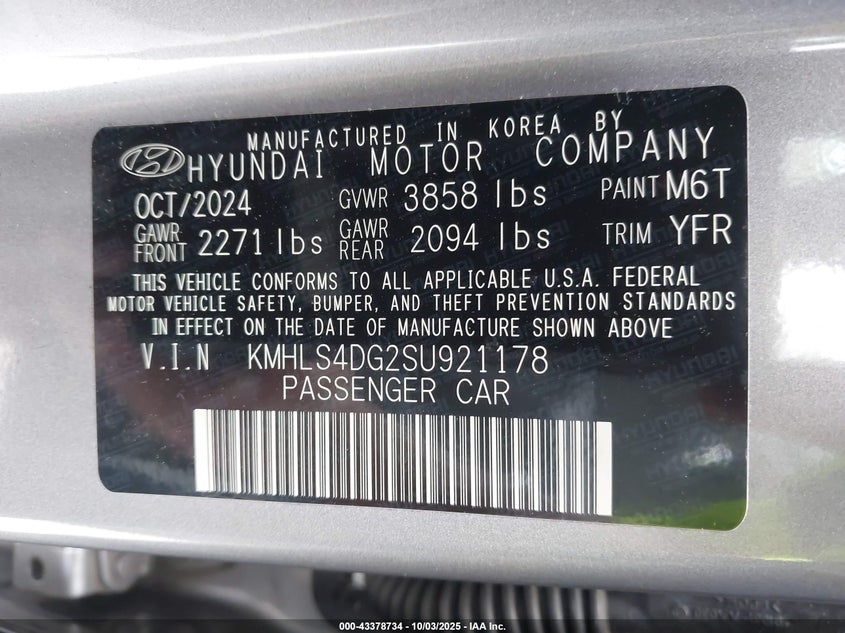 MANUFACTURED IN KOREA BY
HYUNDAI MOTOR COMPANY
OCT/2024 GVWR 3858 lbs PAINT M6T
GAWR FRONT 2271 lbs GAWR REAR 2094 lbs TRIM YFR
THIS VEHICLE CONFORMS TO ALL APPLICABLE U.S.A. FEDERAL
MOTOR VEHICLE SAFETY, BUMPER, AND THEFT PREVENTION STANDARDS
IN EFFECT ON THE DATE OF MANUFACTURE SHOWN ABOVE.
V.I.N KMHLS4DG2SU921178
PASSENGER CAR
000-43378734 - 10/03/2025 - IAA Inc.